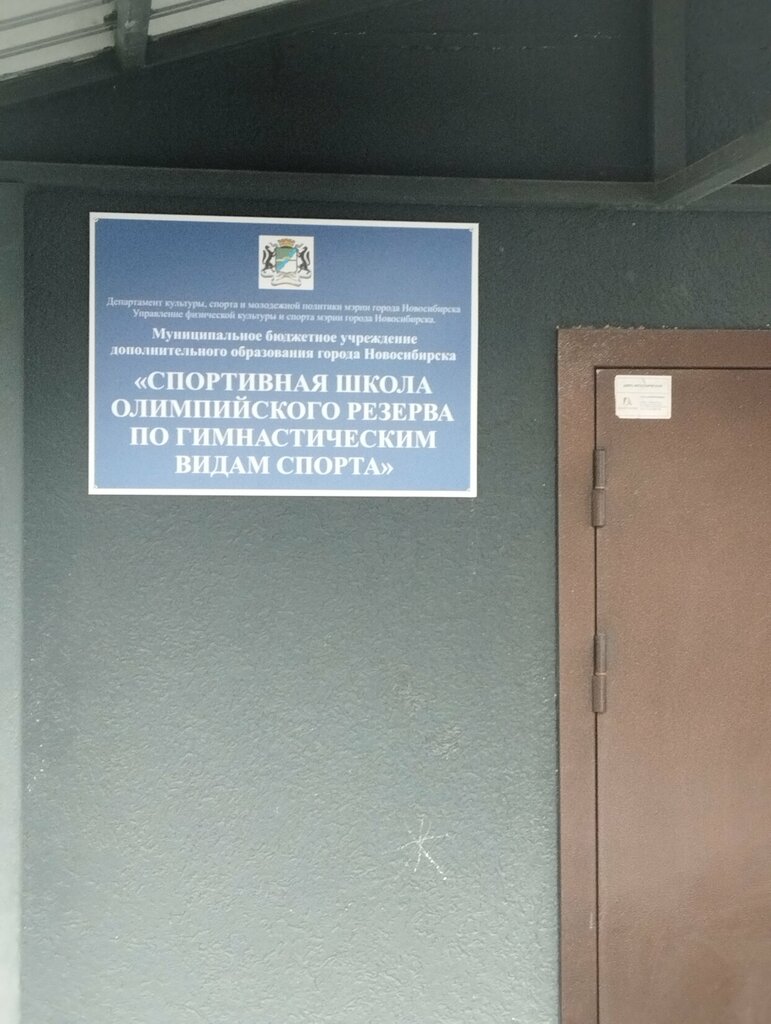 Департамент культуры, спорта и молодежной политики мэрии города Новосибирска
Управление физической культуры и спорта мэрии города Новосибирска.
Муниципальное бюджетное учреждение
дополнительного образования города Новосибирска
«СПОРТИВНАЯ ШКОЛА
ОЛИМПИЙСКОГО РЕЗЕРВА
ПО ГИМНАСТИЧЕСКИМ
ВИДАМ СПОРТА»